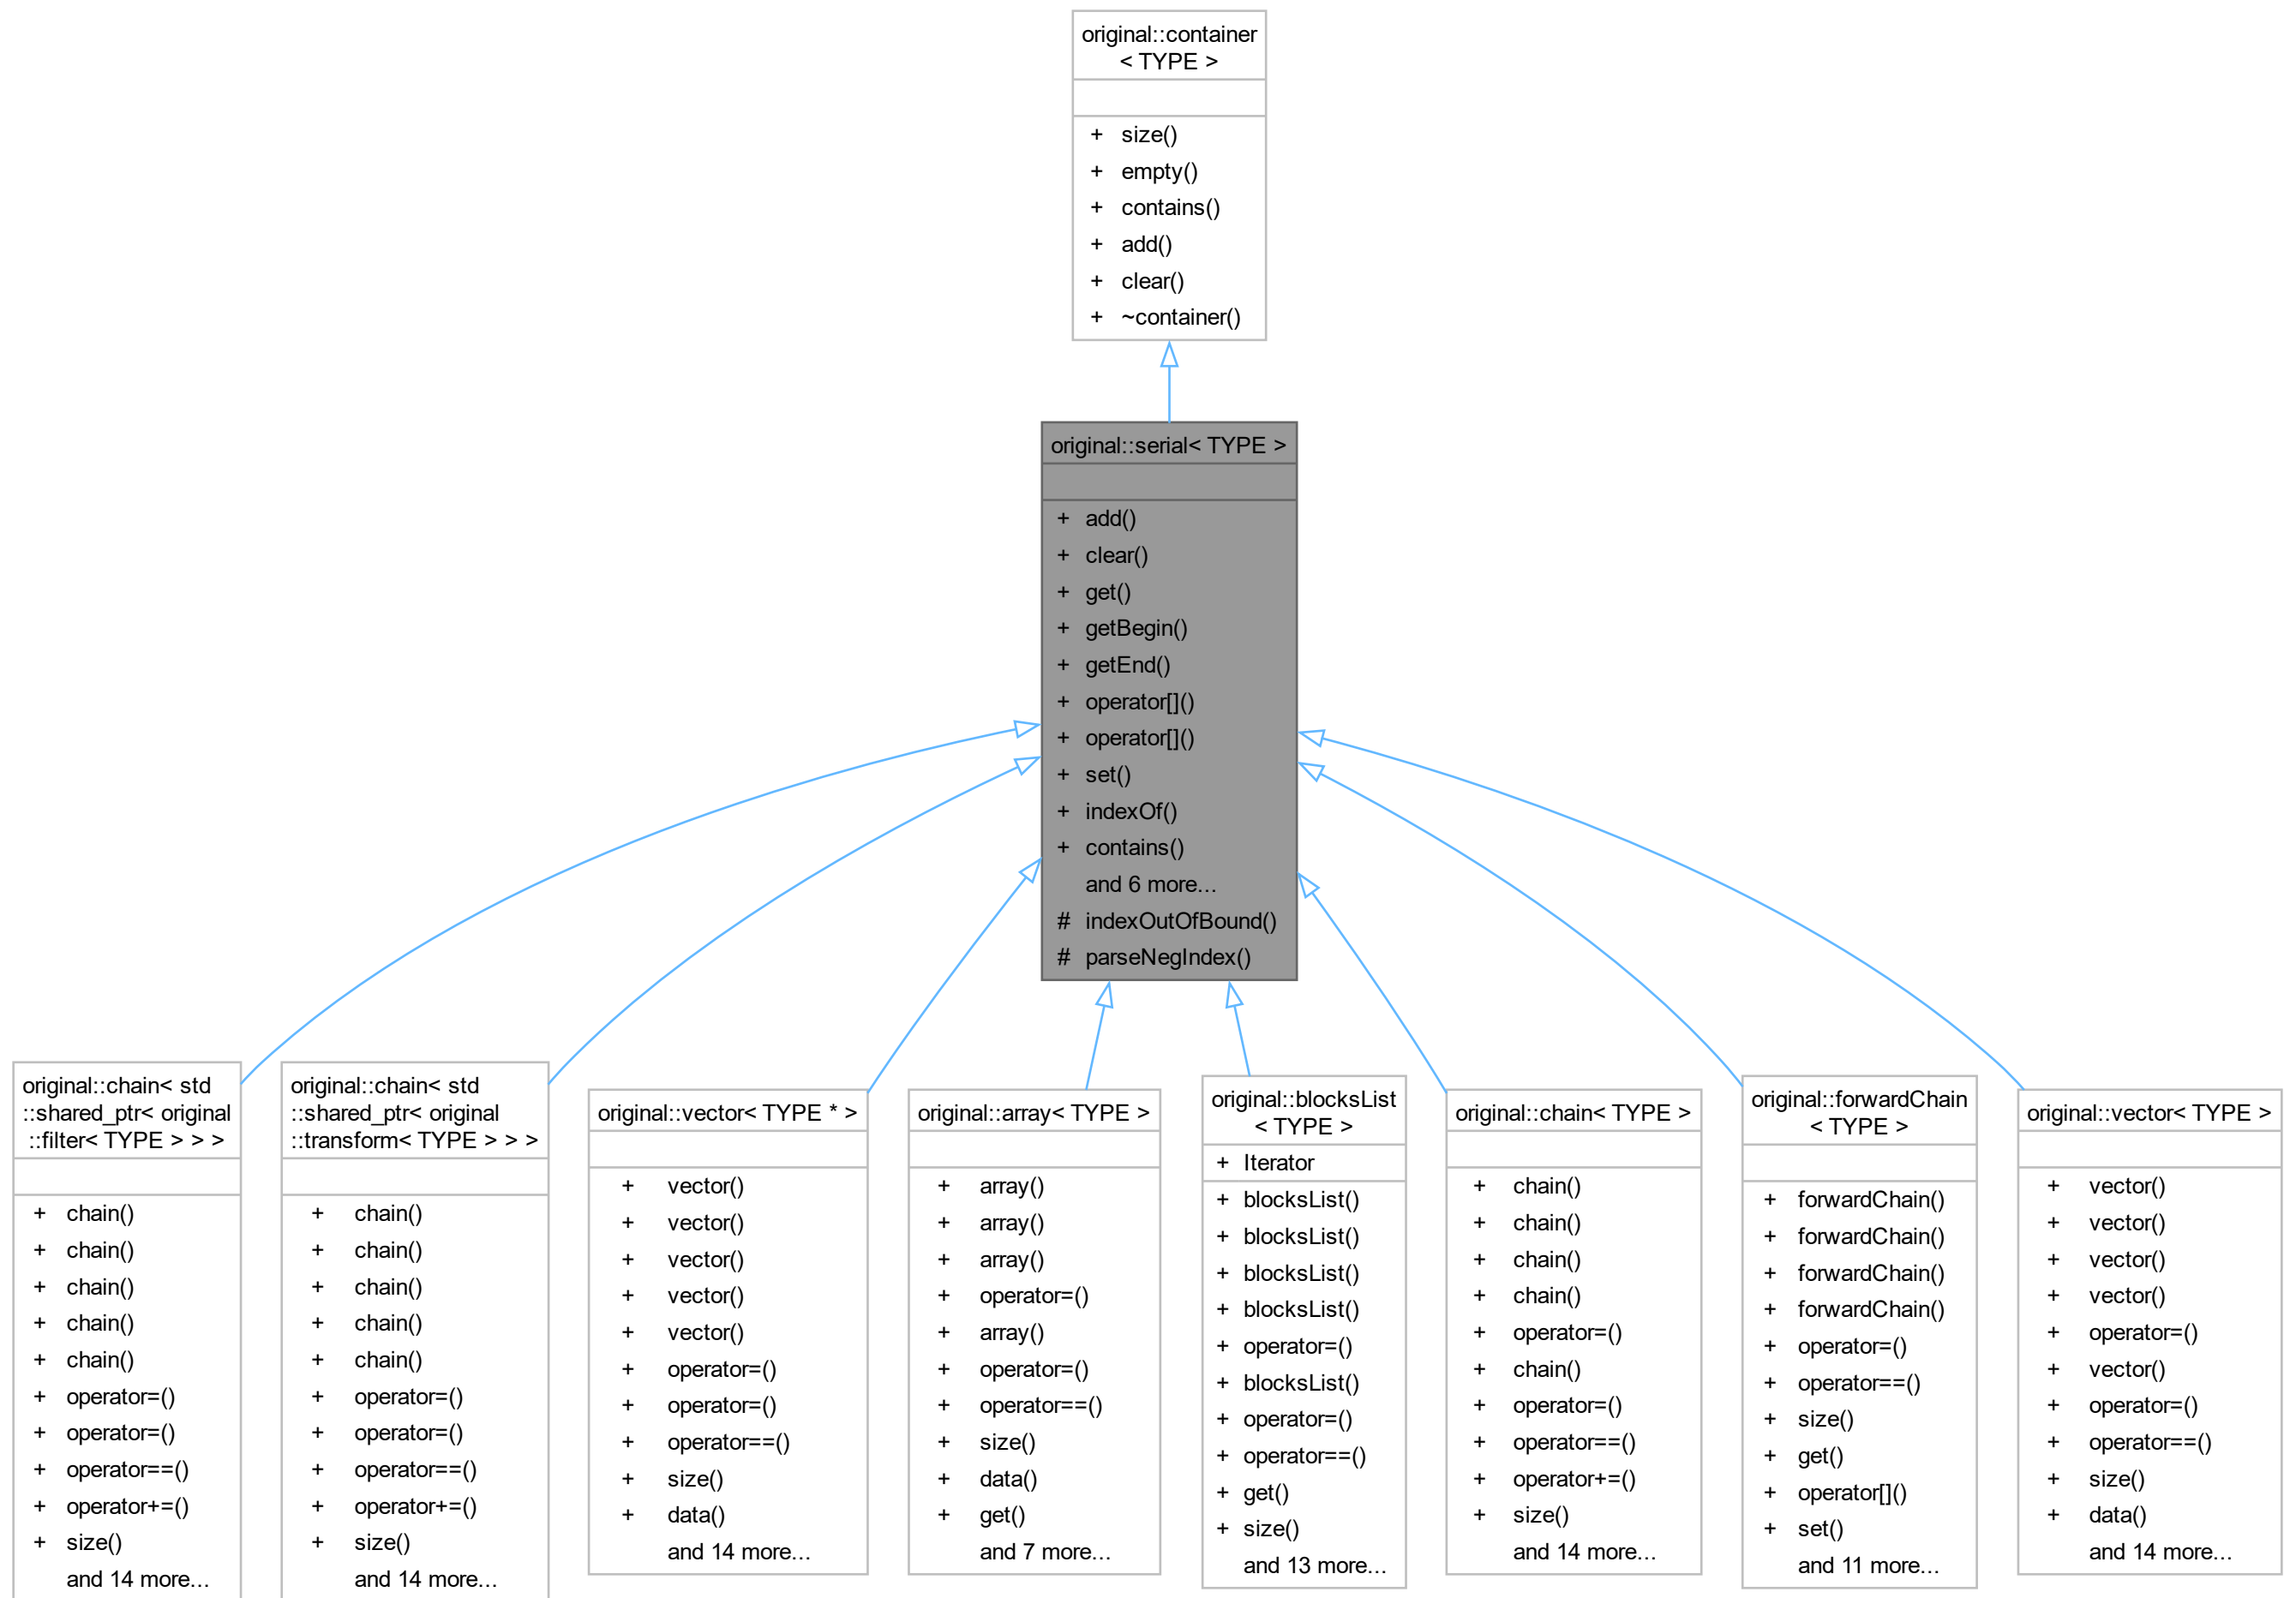 original::container
< TYPE >
+ size()
+ empty()
+ contains()
+ add()
+ clear()
+ ~container()
original::serial< TYPE >
+ add()
+ clear()
+ get()
+ getBegin()
+ getEnd()
+ operator[]()
+ operator[]()
+ set()
+ indexOf()
+ contains()
and 6 more...
# indexOutOfBound()
# parseNegIndex()
original::chain< std
::shared_ptr< original
::filter< TYPE > > >
+ chain()
+ chain()
+ chain()
+ chain()
+ chain()
+ operator=()
+ operator=()
+ operator==()
+ operator+=()
+ size()
and 14 more...
original::chain< std
::shared_ptr< original
::transform< TYPE > > >
+ chain()
+ chain()
+ chain()
+ chain()
+ chain()
+ operator=()
+ operator=()
+ operator==()
+ operator+=()
+ size()
and 14 more...
original::vector< TYPE * >
+ vector()
+ vector()
+ vector()
+ vector()
+ vector()
+ operator=()
+ operator=()
+ operator==()
+ size()
+ data()
and 14 more...
original::array< TYPE >
+ array()
+ array()
+ array()
+ operator=()
+ array()
+ operator=()
+ operator==()
+ size()
+ data()
+ get()
and 7 more...
original::blocksList
< TYPE >
+ Iterator
+ blocksList()
+ blocksList()
+ blocksList()
+ blocksList()
+ operator=()
+ blocksList()
+ operator=()
+ operator==()
+ get()
+ size()
and 13 more...
original::chain< TYPE >
+ chain()
+ chain()
+ chain()
+ chain()
+ operator=()
+ chain()
+ operator=()
+ operator==()
+ operator+=()
+ size()
and 14 more...
original::forwardChain
< TYPE >
+ forwardChain()
+ forwardChain()
+ forwardChain()
+ forwardChain()
+ operator=()
+ operator==()
+ size()
+ get()
+ operator[]()
+ set()
and 11 more...
original::vector< TYPE >
+ vector()
+ vector()
+ vector()
+ vector()
+ operator=()
+ vector()
+ operator=()
+ operator==()
+ size()
+ data()
and 14 more...